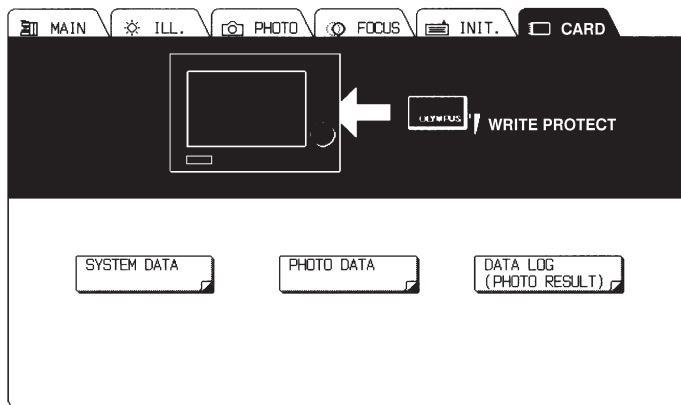 MAIN ILL. PHOTO FOCUS INIT. CARD
OLYMPUS
WRITE PROTECT
SYSTEM DATA PHOTO DATA DATA LOG
(PHOTO RESULT)